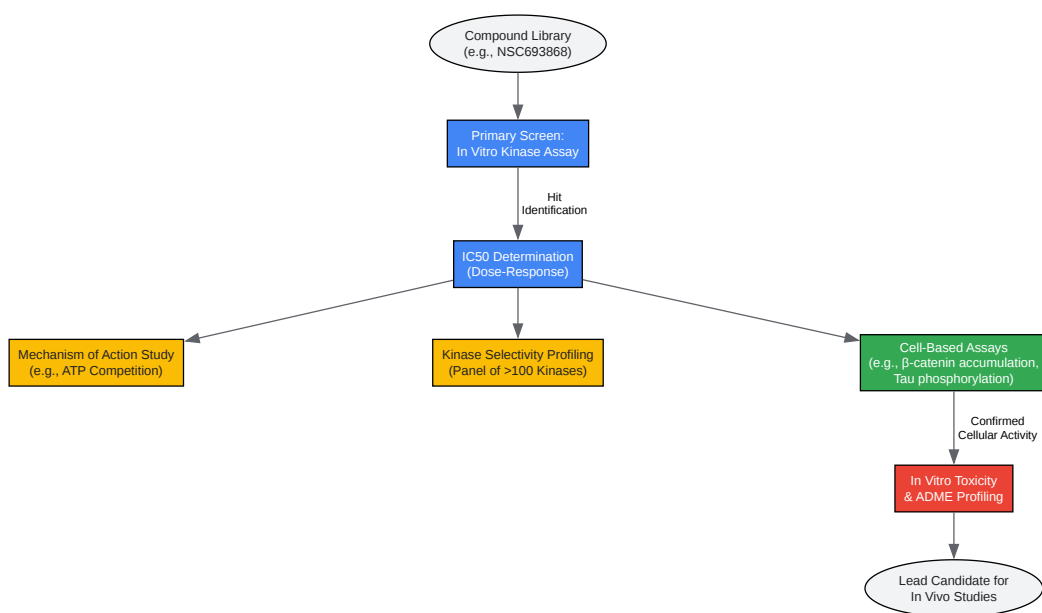 Compound Library
(e.g., NSC693868)
Primary Screen:
In Vitro Kinase Assay
Hit
Identification
IC50 Determination
(Dose-Response)
Mechanism of Action Study
(e.g., ATP Competition)
Kinase Selectivity Profiling
(Panel of >100 Kinases)
Cell-Based Assays
(e.g., β-catenin accumulation,
Tau phosphorylation)
Confirmed
Cellular Activity
In Vitro Toxicity
& ADME Profiling
Lead Candidate for
In Vivo Studies